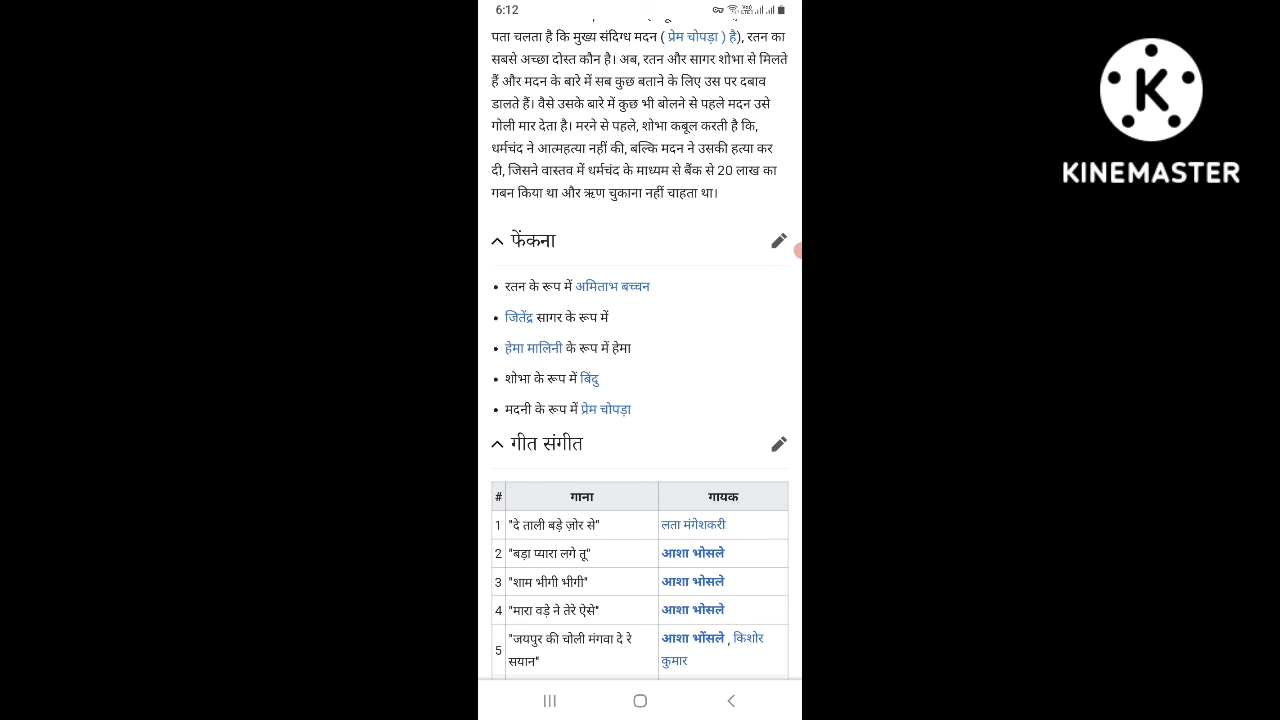 6:12
पता चलता है कि मुख्य संदिग्ध मदन ( प्रेम चोपड़ा ) है), रतन का
सबसे अच्छा दोस्त कौन है। अब, रतन और सागर शोभा से मिलते
हैं और मदन के बारे में सब कुछ बताने के लिए उस पर दबाव
डालते हैं। वैसे उसके बारे में कुछ भी बोलने से पहले मदन उसे
गोली मार देता है। मरने से पहले, शोभा कबूल करती है कि,
धर्मचंद ने आत्महत्या नहीं की, बल्कि मदन ने उसकी हत्या कर
दी, जिसने वास्तव में धर्मचंद के माध्यम से बैंक से 20 लाख का
गबन किया था और ऋण चुकाना नहीं चाहता था।
फेंकना
• रतन के रूप में अमिताभ बच्चन
• जितेंद्र सागर के रूप में
• हेमा मालिनी के रूप में हेमा
• शोभा के रूप में बिंदु
• मदनी के रूप में प्रेम चोपड़ा
गीत संगीत
# गाना गायक
1 "दे ताली बड़े ज़ोर से" लता मंगेशकरी
2 "बड़ा प्यारा लगे तू" आशा भोसले
3 "शाम भीगी भीगी" आशा भोसले
4 "मारा वड़े ने तेरे ऐसे" आशा भोसले
5 "जयपुर की चोली मंगवा दे रे
सयान" आशा भोंसले , किशोर
कुमार
K
KINEMASTER